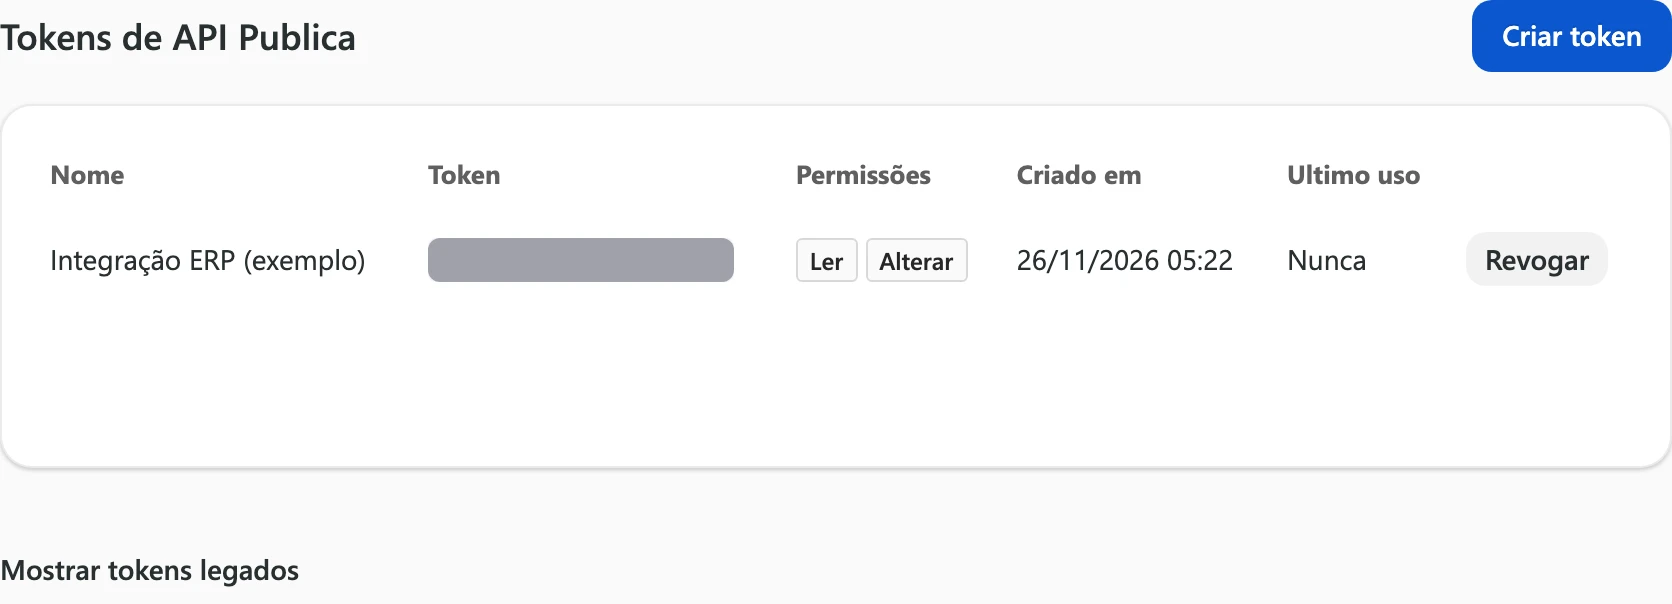 Tokens de API Publica
Criar token
Nome Token Permissões Criado em Ultimo uso
Integração ERP (exemplo) Ler Alterar 26/11/2026 05:22 Nunca Revogar
Mostrar tokens legados